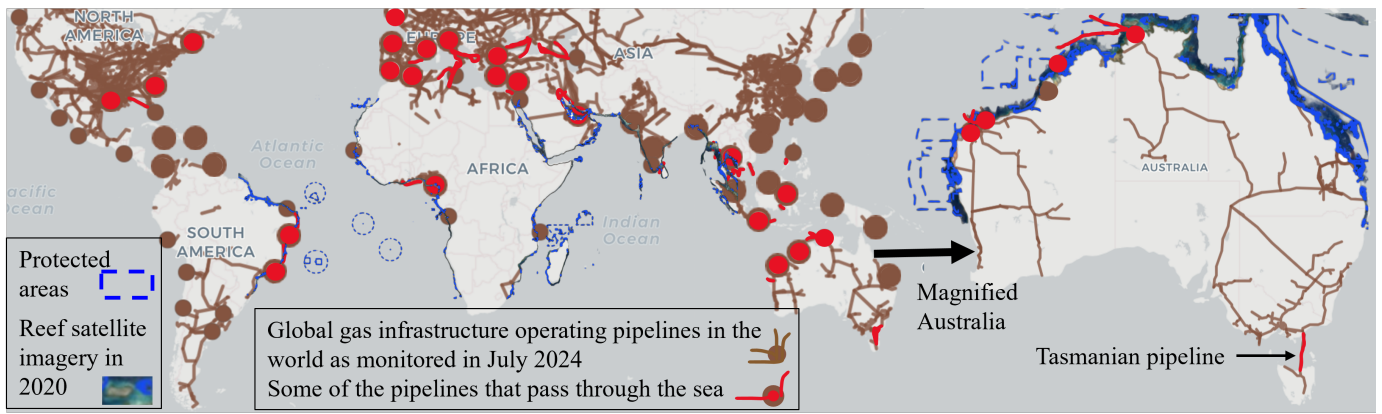 NORTH
AMERICA
EUROPE
ASIA
Atlantic
Ocean
AFRICA
AUSTRALIA
acific
Ocean
SOUTH
AMERICA
Indian
Ocean
Protected
areas
Reef satellite
imagery in
2020
Global gas infrastructure operating pipelines in the
world as monitored in July 2024
Some of the pipelines that pass through the sea
Magnified
Australia
Tasmanian pipeline